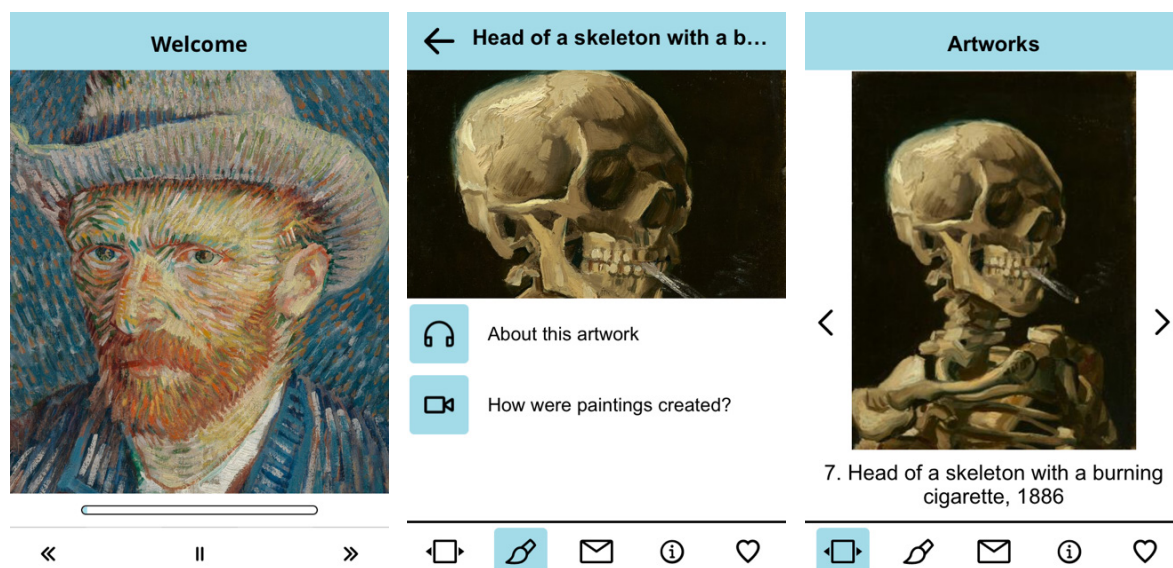 Welcome
Head of a skeleton with a b...
About this artwork
How were paintings created?
Artworks
7. Head of a skeleton with a burning
cigarette, 1886